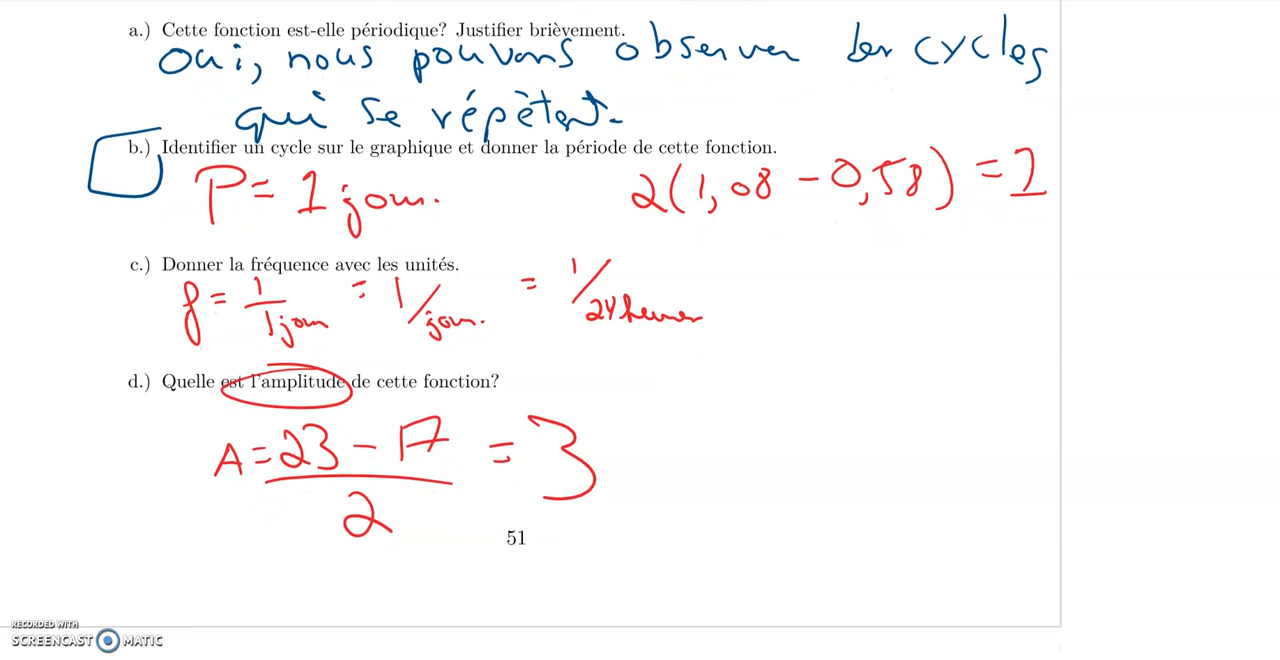 a.) Cette fonction est-elle périodique? Justifier brièvement.
Oui, nous pouvons observer des cycles
qui se répètent.
b.) Identifier un cycle sur le graphique et donner la période de cette fonction.
P = 1 jour. 2(1,08 - 0,58) = 1
c.) Donner la fréquence avec les unités.
f = 1/1 jour = 1/jour. = 1/24 heures
d.) Quelle est l'amplitude de cette fonction?
A = 23 - 17 / 2 = 3
51
RECORDED WITH
SCREENCAST MATIC